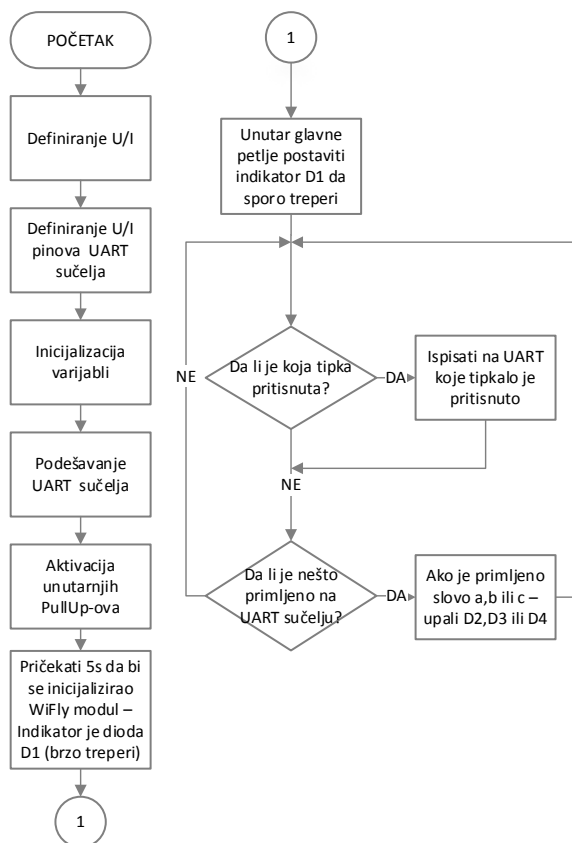 POČETAK
Definiranje U/I
Definiranje U/I
pinova UART
sučelja
Inicijalizacija
varijabli
Podešavanje
UART sučelja
Aktivacija
unutarnjih
PullUp-ova
Pričekati 5s da bi
se inicijalizirao
WiFly modul –
Indikator je dioda
D1 (brzo treperi)
1
1
Unutar glavne
petlje postaviti
indikator D1 da
sporo treperi
Da li je koja tipka
pritisnuta?
DA
Ispisati na UART
koje tipkalo je
pritisnuto
NE
NE
Da li je nešto
primljeno na
UART sučelju?
DA
Ako je primljeno
slovo a,b ili c –
upali D2,D3 ili D4